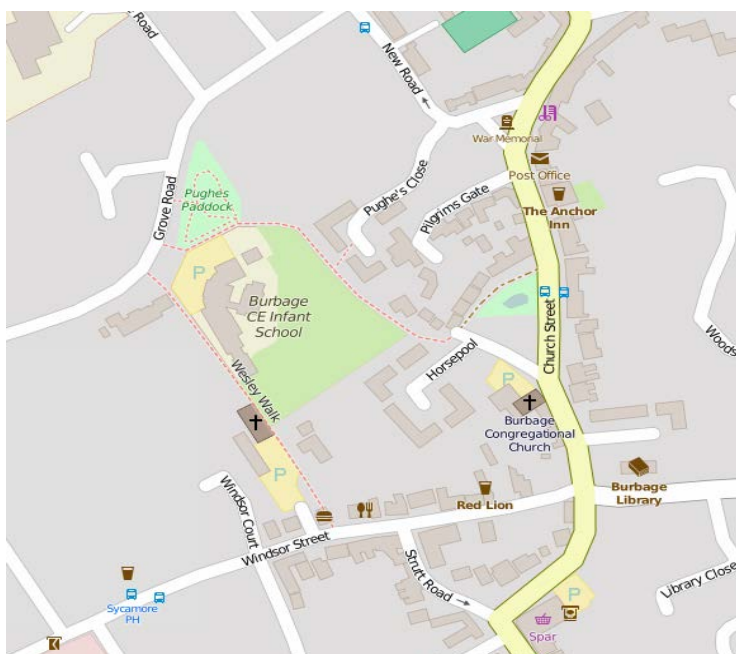 Road
New Road
War Memorial
Post Office
The Anchor
Inn
Pughe's Close
Pilgrims Gate
Pughes
Paddock
Grove Road
P
Burbage
CE Infant
School
Church Street
Woods
Horsepool
Wesley Walk
P
Burbage
Congregational
Church
P
Windsor Court
Red Lion
Burbage
Library
Windsor Street
Strutt Road
Library Close
Sycamore
PH
P
Spar